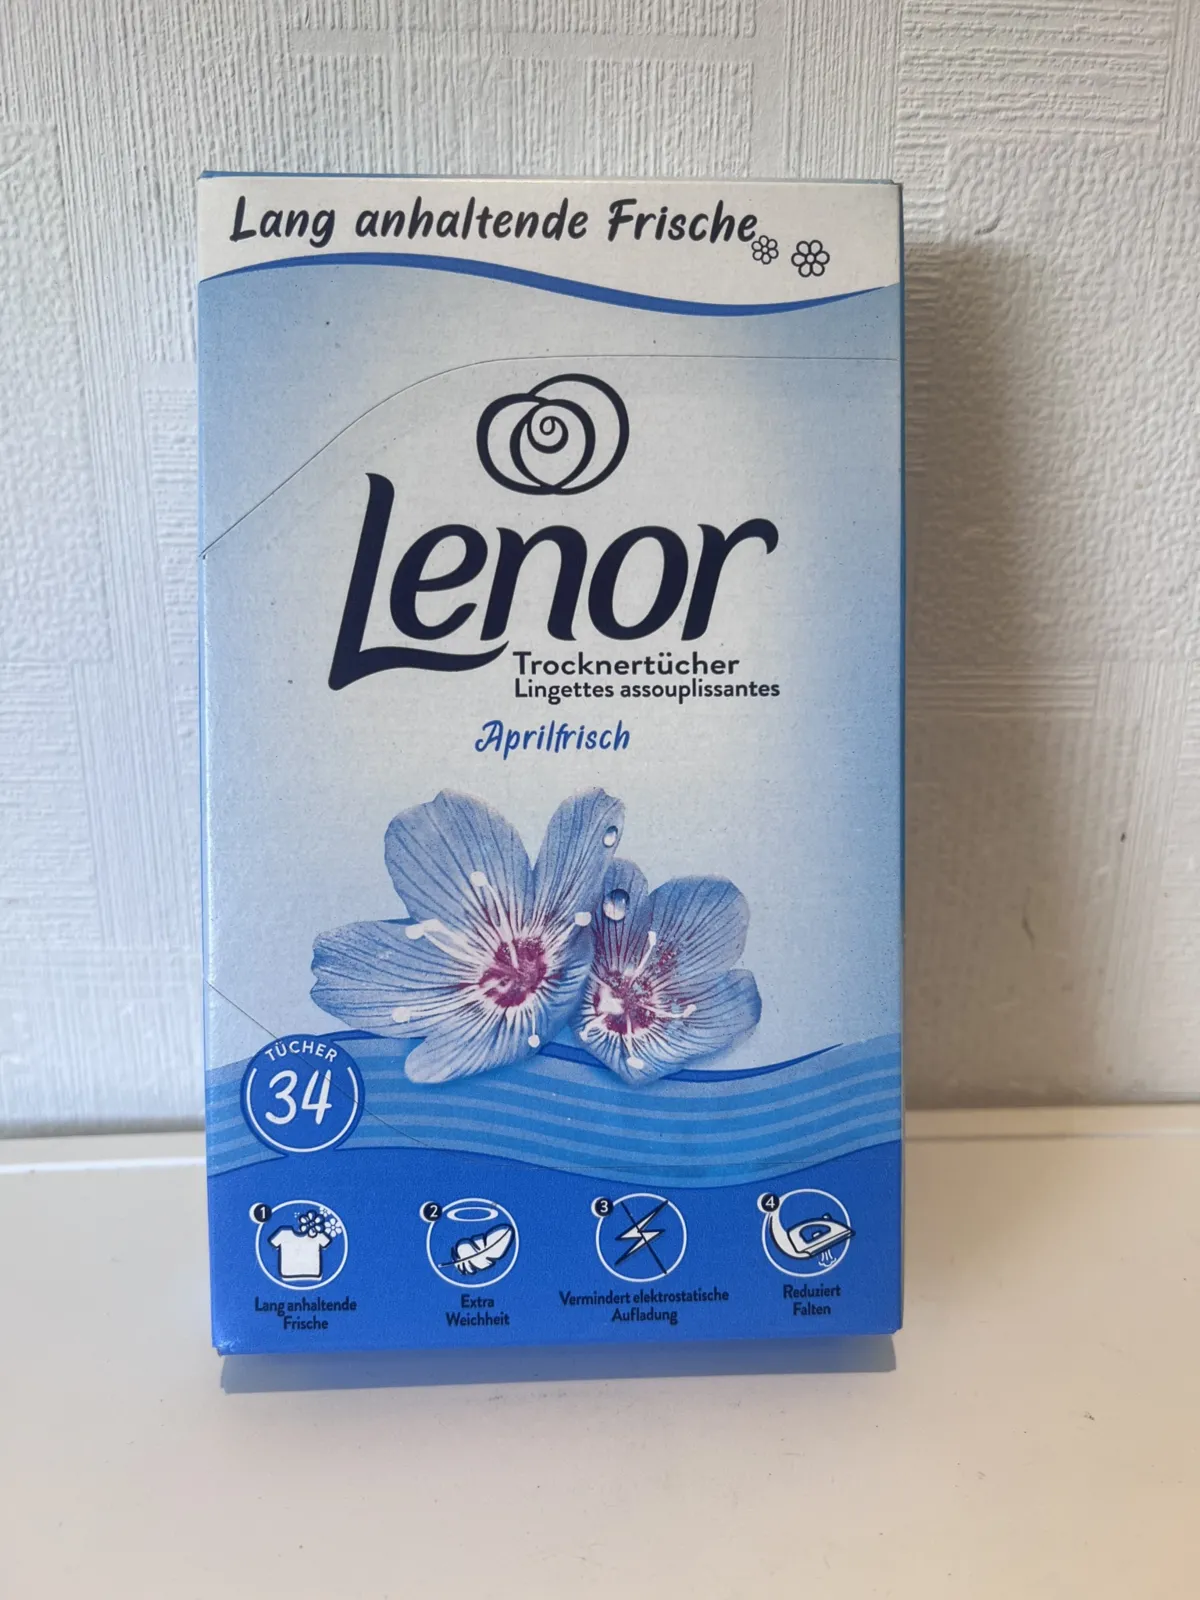 Lang anhaltende Frische
Lenor
Trocknertücher
Lingettes assouplissantes
Aprilfrisch
TÜCHER
34
1
Lang anhaltende
Frische
2
Extra
Weichheit
3
Vermindert elektrostatische
Aufladung
4
Reduziert
Falten